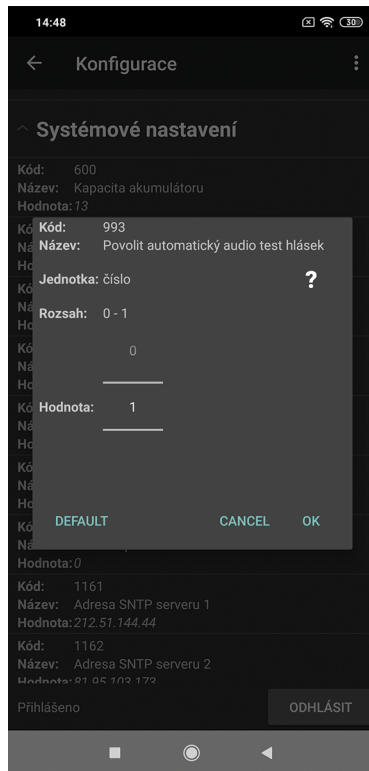 14:48
30
Konfigurace
Systémové nastavení
Kód: 600
Název: Kapacita akumulátoru
Hodnota: 13
Kód: 993
Název: Povolit automatický audio test hlásek
Jednotka: číslo
?
Rozsah: 0 - 1
0
Hodnota: 1
DEFAULT CANCEL OK
Hodnota: 0
Kód: 1161
Název: Adresa SNTP serveru 1
Hodnota: 212.51.144.44
Kód: 1162
Název: Adresa SNTP serveru 2
Hodnota: 81.95.103.173
Přihlášeno
ODHLÁSIT